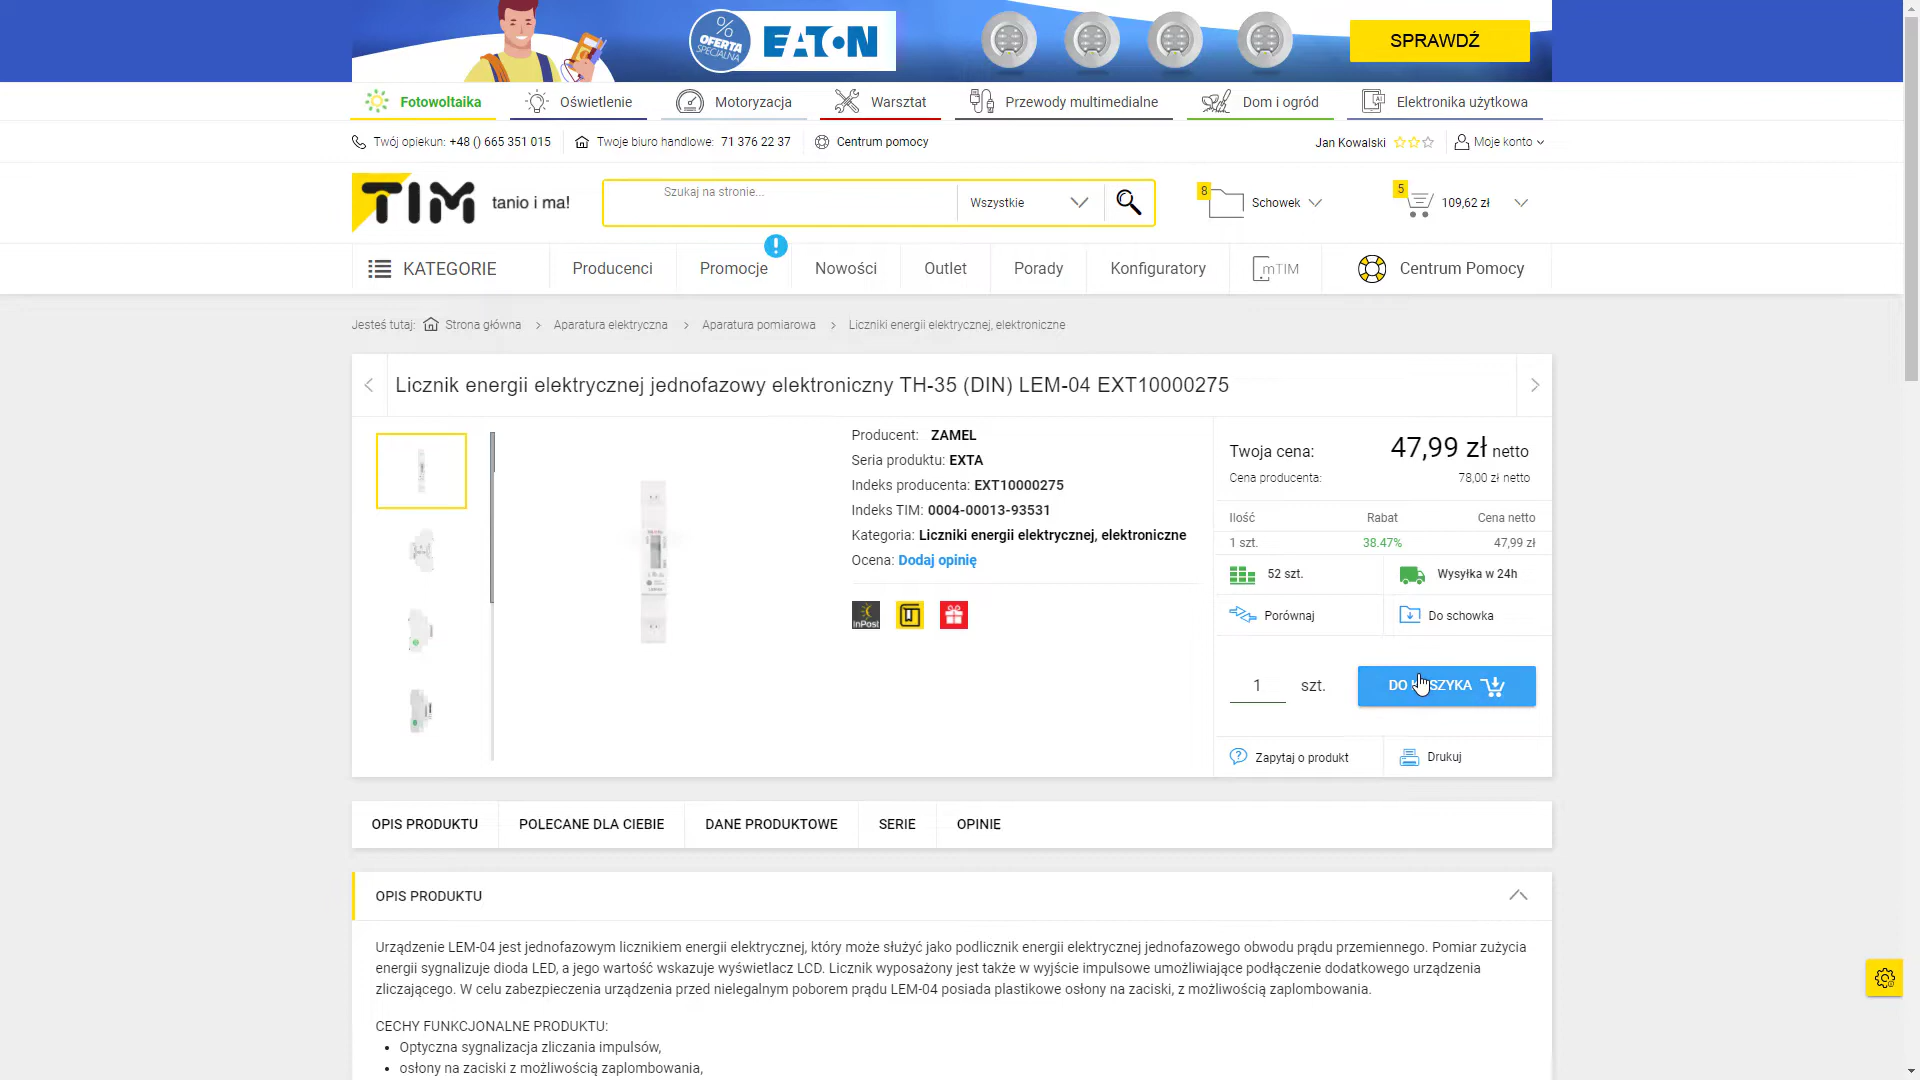 % OFERTA SPECJALNA
EATON
SPRAWDŹ
Fotowoltaika
Oświetlenie
Motoryzacja
Warsztat
Przewody multimedialne
Dom i ogród
Elektronika użytkowa
Twój opiekun: +48 () 665 351 015
Twoje biuro handlowe: 71 376 22 37
Centrum pomocy
Jan Kowalski
Moje konto
TIM
tanio i ma!
Szukaj na stronie...
Wszystkie
8
Schowek
5
109,62 zł
KATEGORIE
Producenci
Promocje
!
Nowości
Outlet
Porady
Konfiguratory
mTIM
Centrum Pomocy
Jesteś tutaj: Strona główna > Aparatura elektryczna > Aparatura pomiarowa > Liczniki energii elektrycznej, elektroniczne
Licznik energii elektrycznej jednofazowy elektroniczny TH-35 (DIN) LEM-04 EXT10000275
Producent: ZAMEL
Seria produktu: EXTA
Indeks producenta: EXT10000275
Indeks TIM: 0004-00013-93531
Kategoria: Liczniki energii elektrycznej, elektroniczne
Ocena: Dodaj opinię
InPost
Twoja cena: 47,99 zł netto
Cena producenta: 78,00 zł netto
Ilość Rabat Cena netto
1 szt. 38.47% 47,99 zł
52 szt.
Wysyłka w 24h
Porównaj
Do schowka
1 szt.
DO
SZYKA
Zapytaj o produkt
Drukuj
OPIS PRODUKTU
POLECANE DLA CIEBIE
DANE PRODUKTOWE
SERIE
OPINIE
OPIS PRODUKTU
Urządzenie LEM-04 jest jednofazowym licznikiem energii elektrycznej, który może służyć jako podlicznik energii elektrycznej jednofazowego obwodu prądu przemiennego. Pomiar zużycia
energii sygnalizuje dioda LED, a jego wartość wskazuje wyświetlacz LCD. Licznik wyposażony jest także w wyjście impulsowe umożliwiające podłączenie dodatkowego urządzenia
zliczającego. W celu zabezpieczenia urządzenia przed nielegalnym poborem prądu LEM-04 posiada plastikowe osłony na zaciski, z możliwością zaplombowania.
CECHY FUNKCJONALNE PRODUKTU:
• Optyczna sygnalizacja zliczania impulsów,
• osłony na zaciski z możliwością zaplombowania,